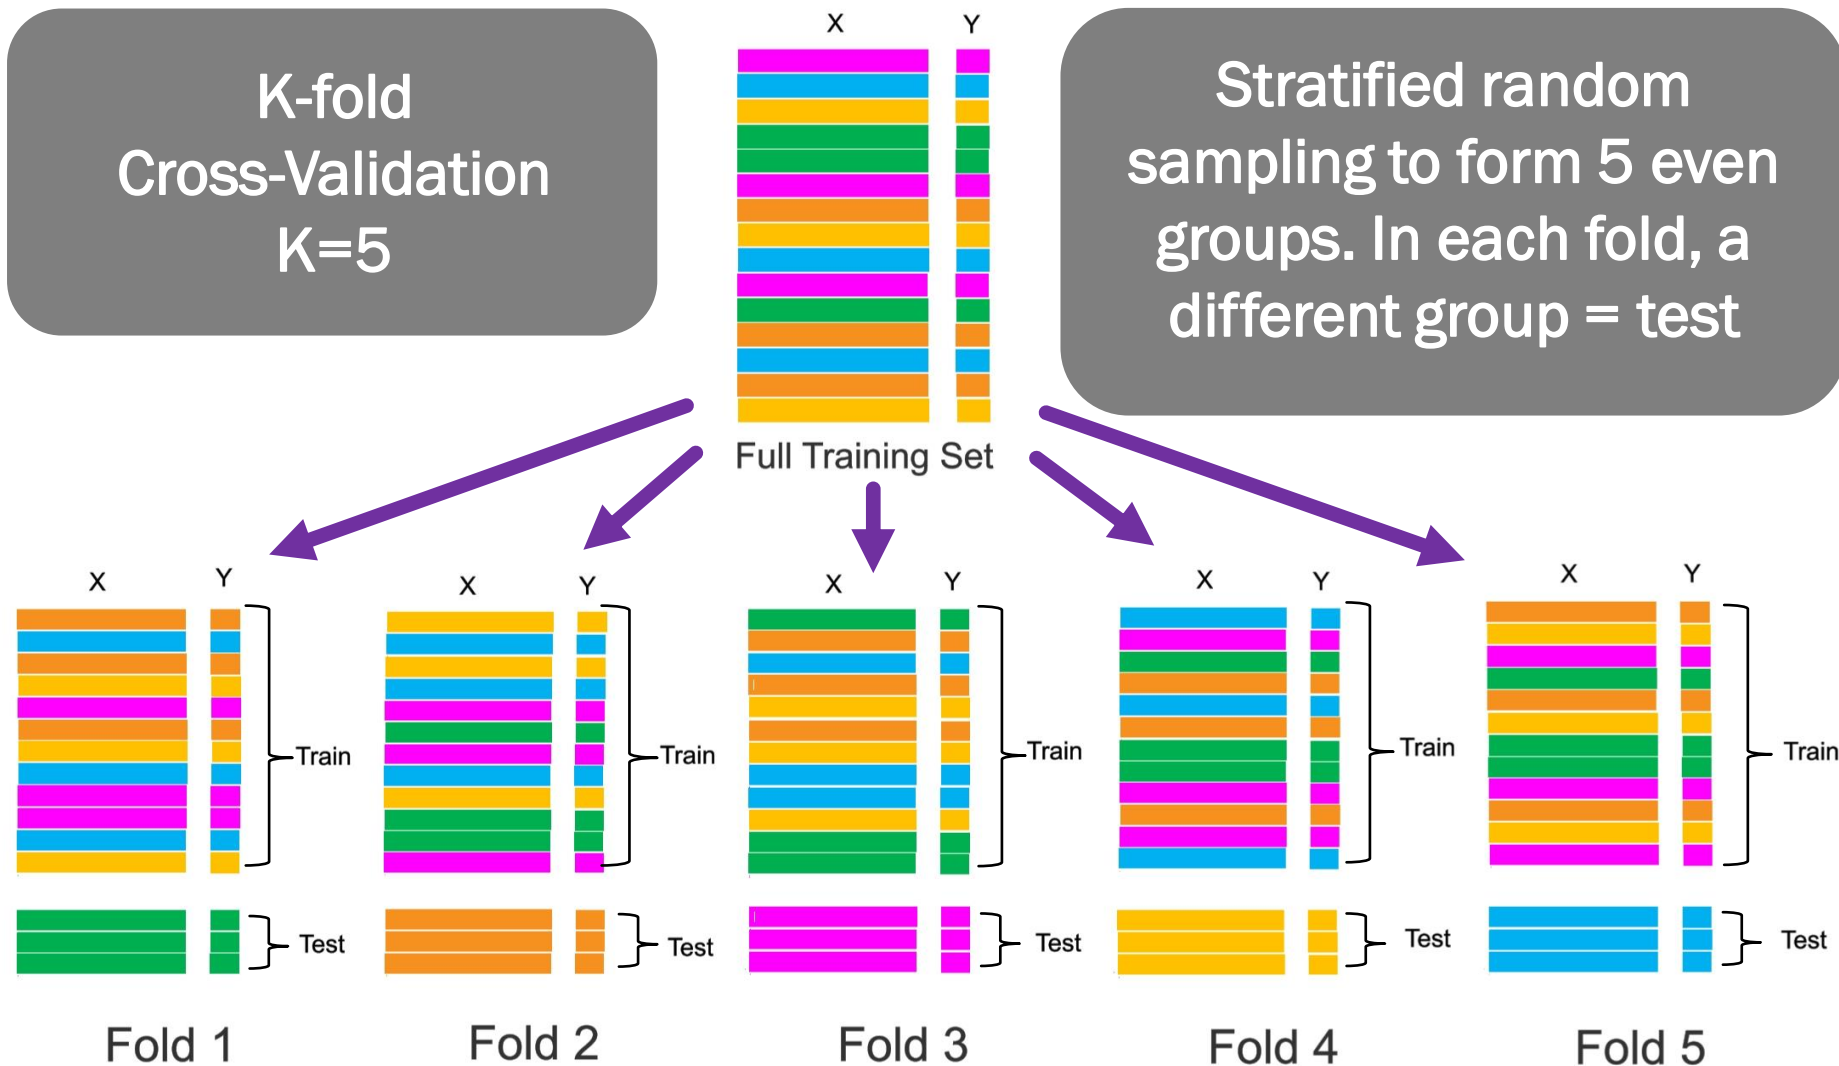 K-fold
Cross-Validation
K=5
X Y
Stratified random
sampling to form 5 even
groups. In each fold, a
different group = test
Full Training Set
X Y
Train
Test
Fold 1
X Y
Train
Test
Fold 2
X Y
Train
Test
Fold 3
X Y
Train
Test
Fold 4
X Y
Train
Test
Fold 5